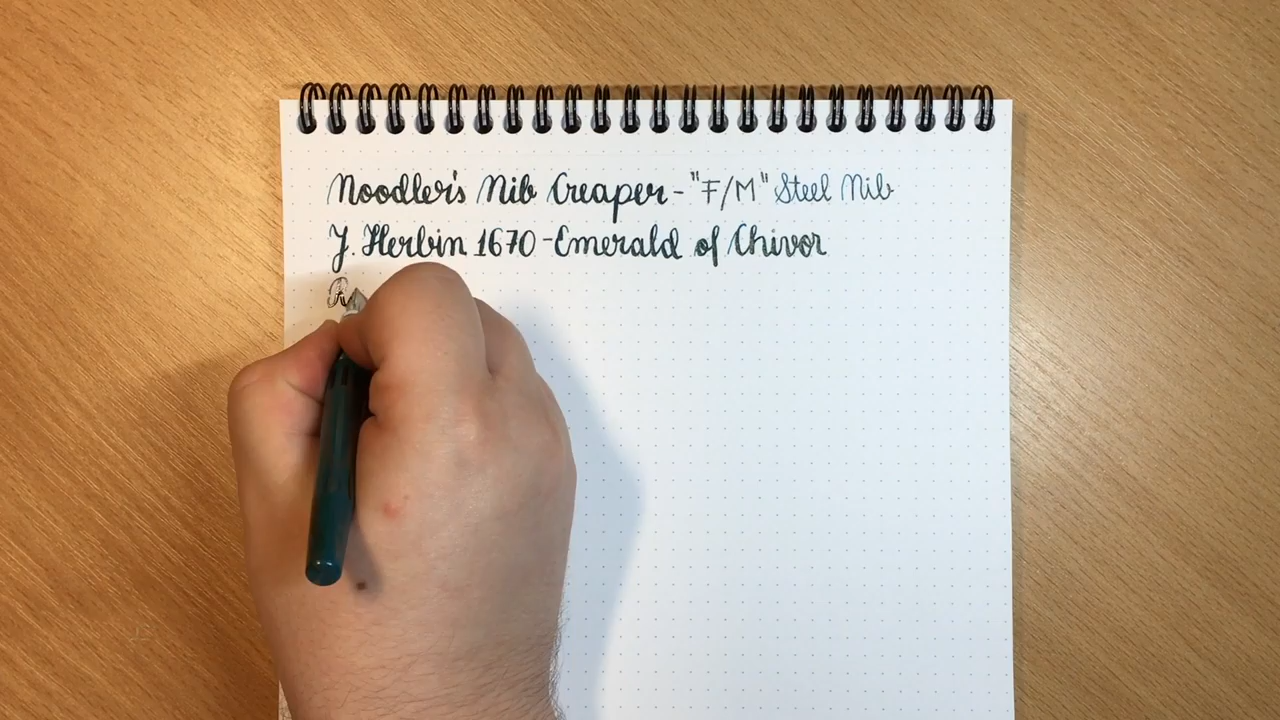 Noodler's Nib Creaper - "F/M" Steel Nib
J. Herbin 1670 - Emerald of Chivor